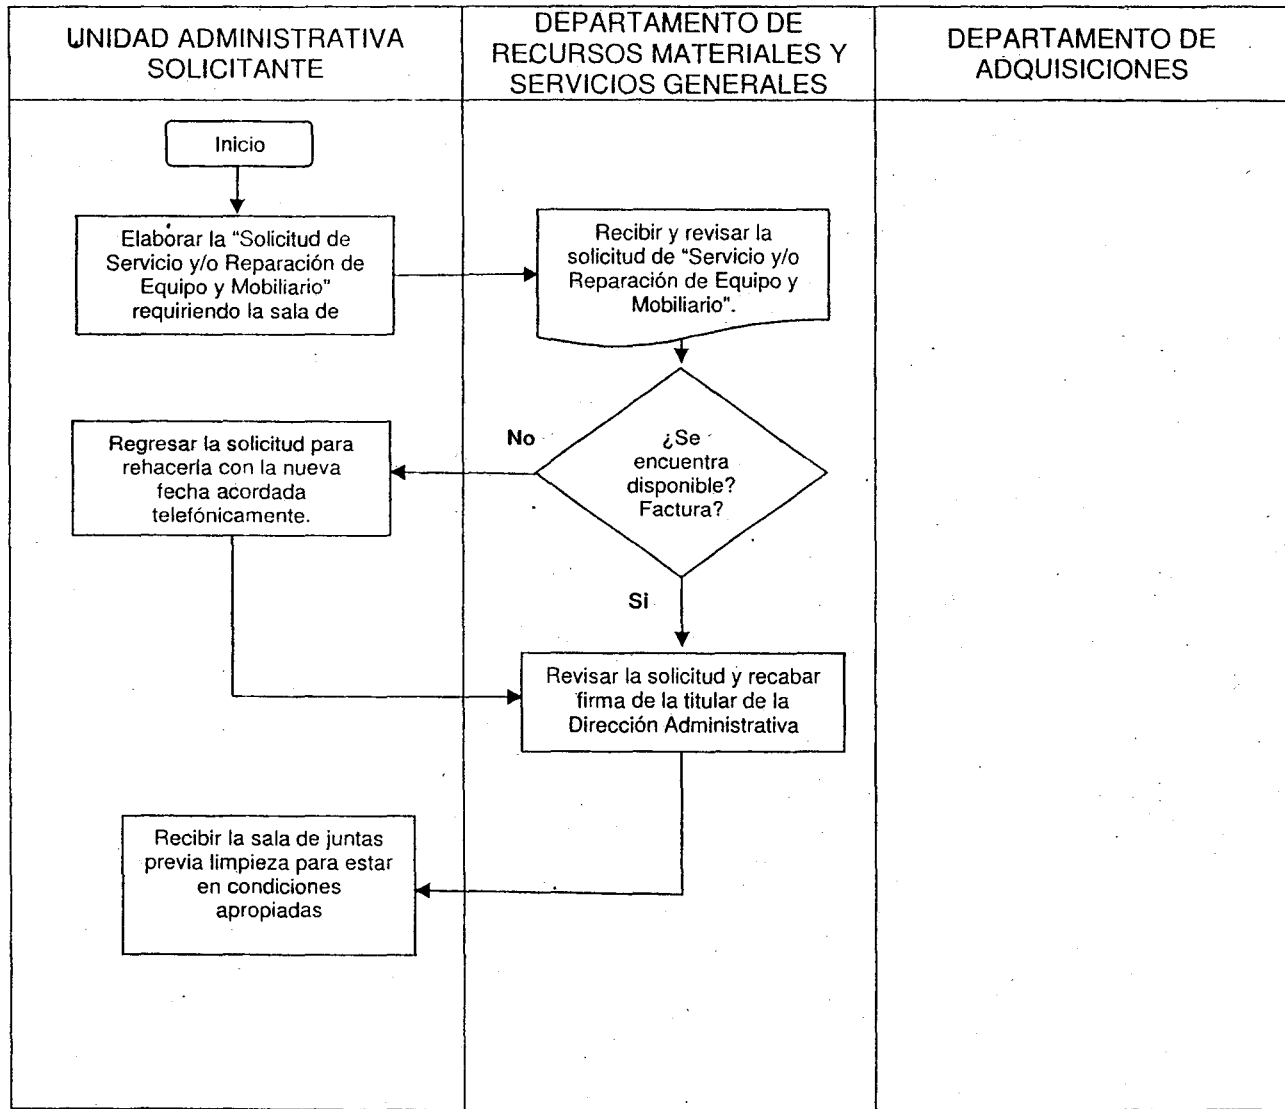 UNIDAD ADMINISTRATIVA
SOLICITANTE
DEPARTAMENTO DE
RECURSOS MATERIALES Y
SERVICIOS GENERALES
DEPARTAMENTO DE
ADQUISICIONES
Inicio
Elaborar la "Solicitud de
Servicio y/o Reparación de
Equipo y Mobiliario"
requiriendo la sala de
Recibir y revisar la
solicitud de "Servicio y/o
Reparación de Equipo y
Mobiliario".
¿Se
encuentra
disponible?
Factura?
No
Regresar la solicitud para
rehacerla con la nueva
fecha acordada
telefónicamente.
Si
Revisar la solicitud y recabar
firma de la titular de la
Dirección Administrativa
Recibir la sala de juntas
previa limpieza para estar
en condiciones
apropiadas